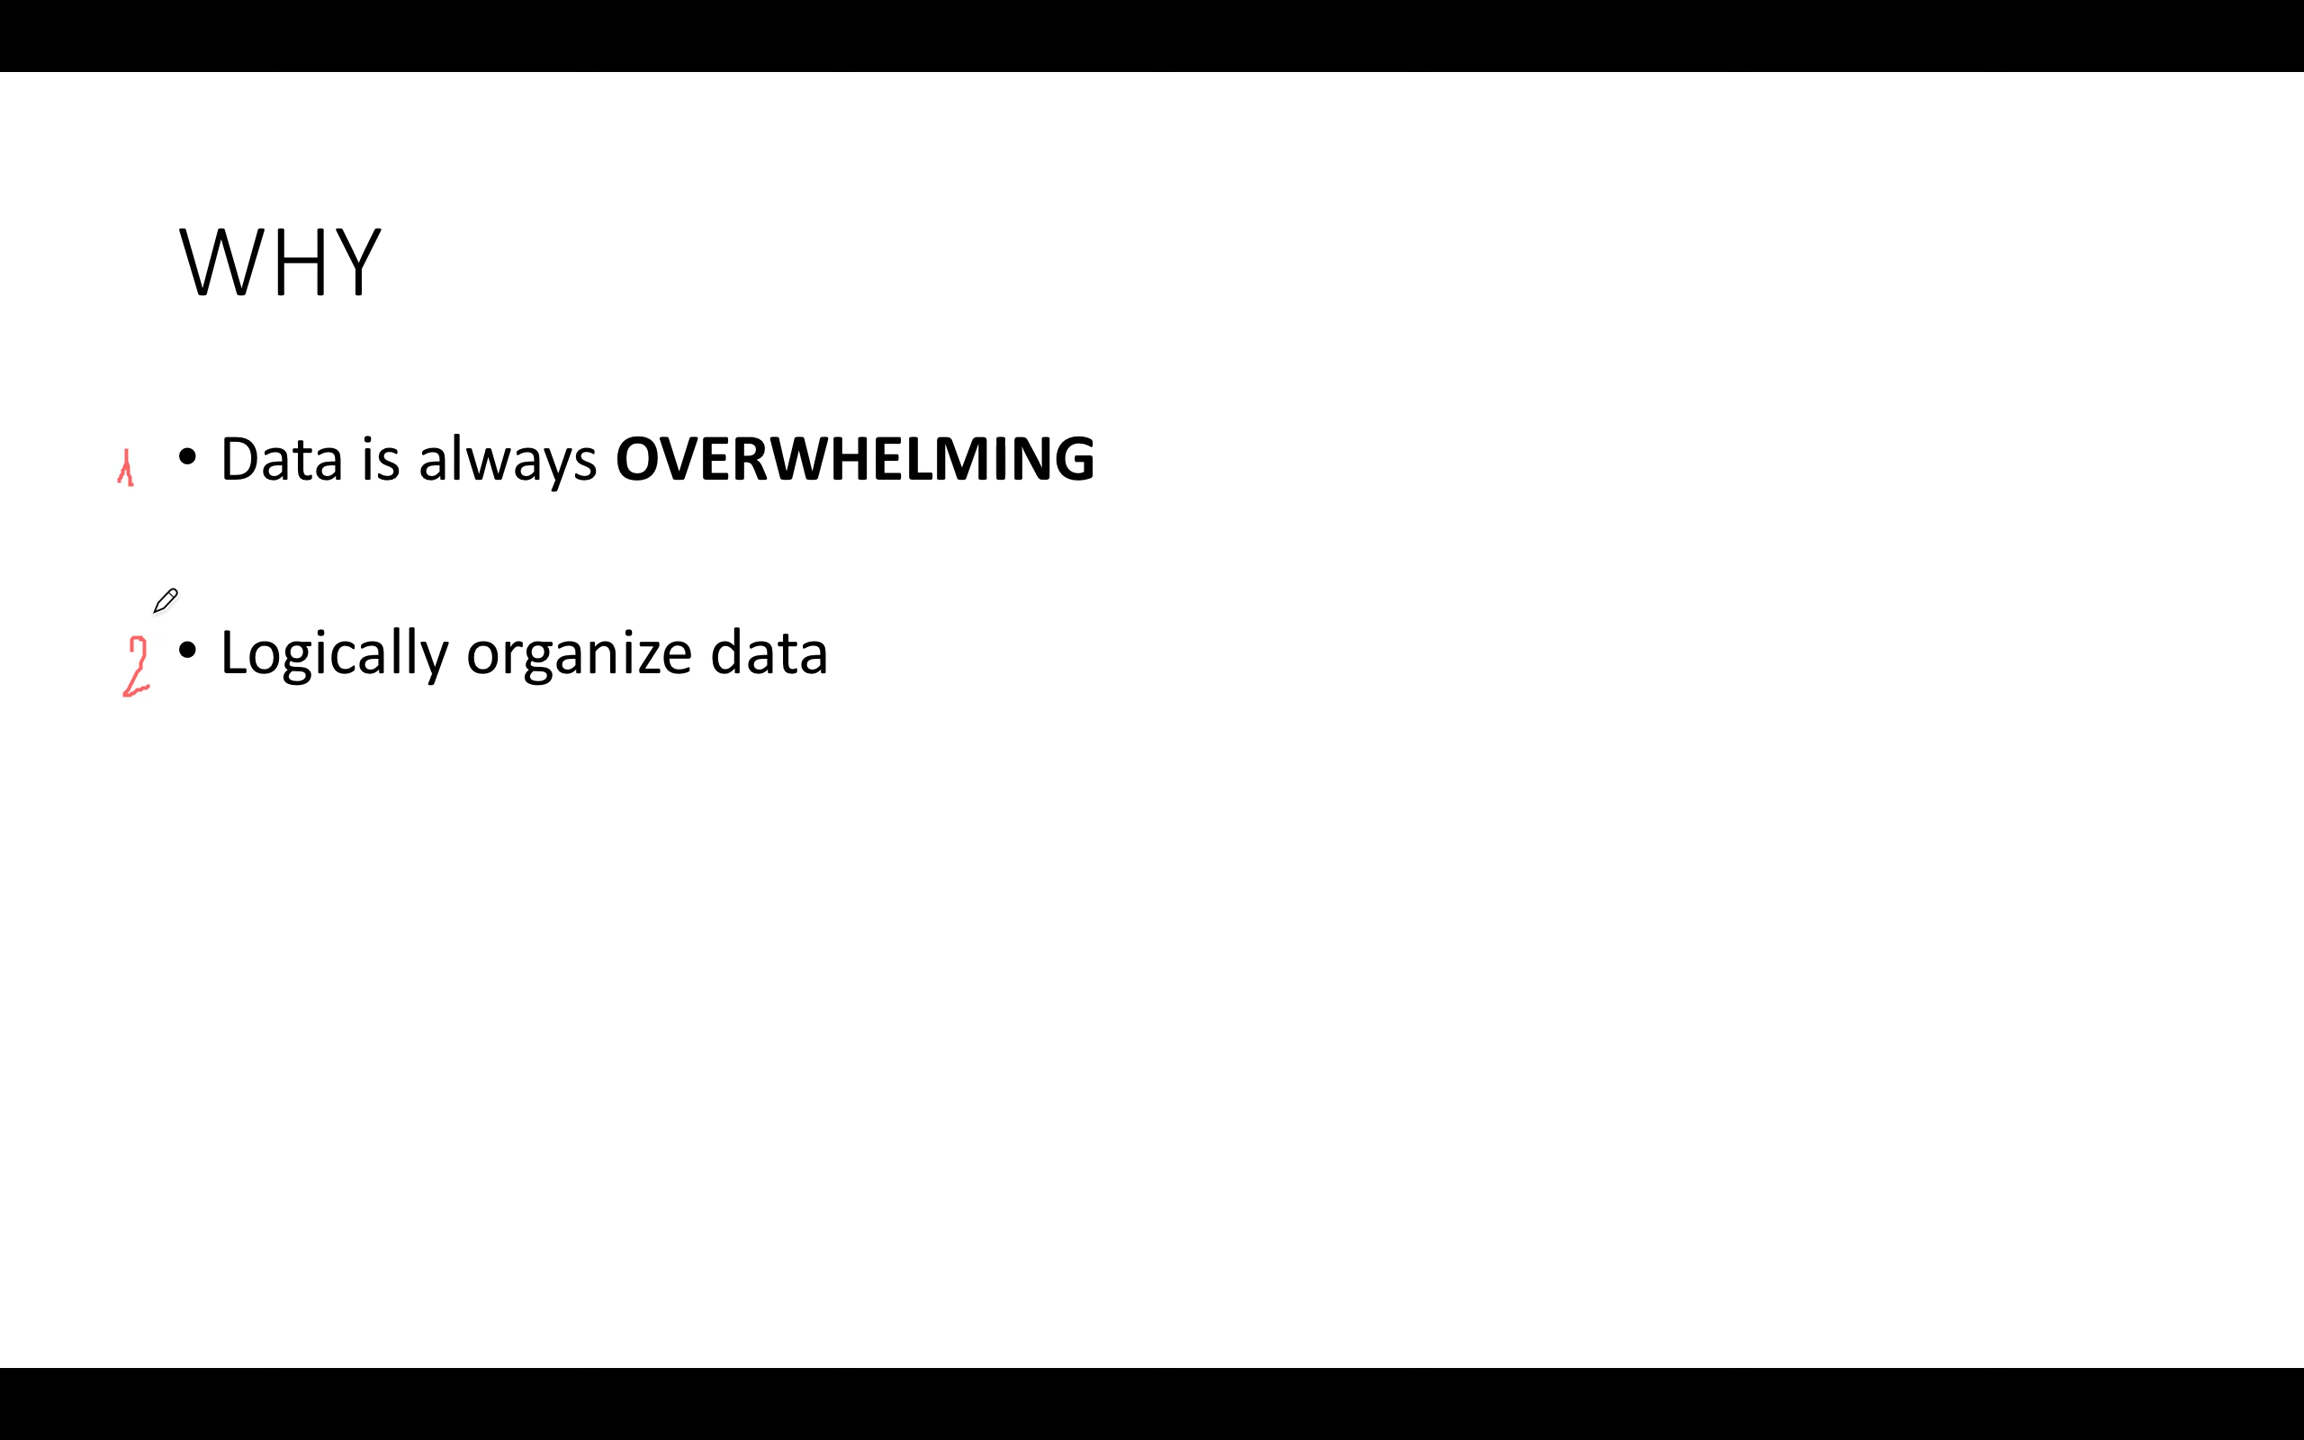 WHY
1 • Data is always OVERWHELMING
2 • Logically organize data